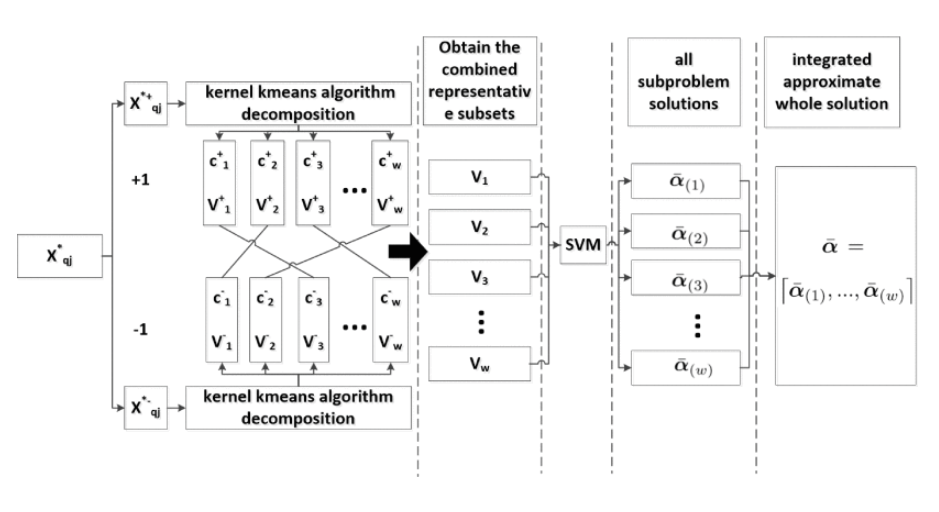 Obtain the
combined
representativ
e subsets
all
subproblem
solutions
integrated
approximate
whole solution
X*+qj
kernel kmeans algorithm
decomposition
+1
c+1 c+2 c+3 c+w
...
V+1 V+2 V+3 V+w
X*qj
c-1 c-2 c-3 c-w
...
V-1 V-2 V-3 V-w
-1
X*-qj
kernel kmeans algorithm
decomposition
V1
V2
V3
⋮
Vw
SVM
ᾱ(1)
ᾱ(2)
ᾱ(3)
⋮
ᾱ(w)
ᾱ =
⌈ᾱ(1), ..., ᾱ(w)⌉